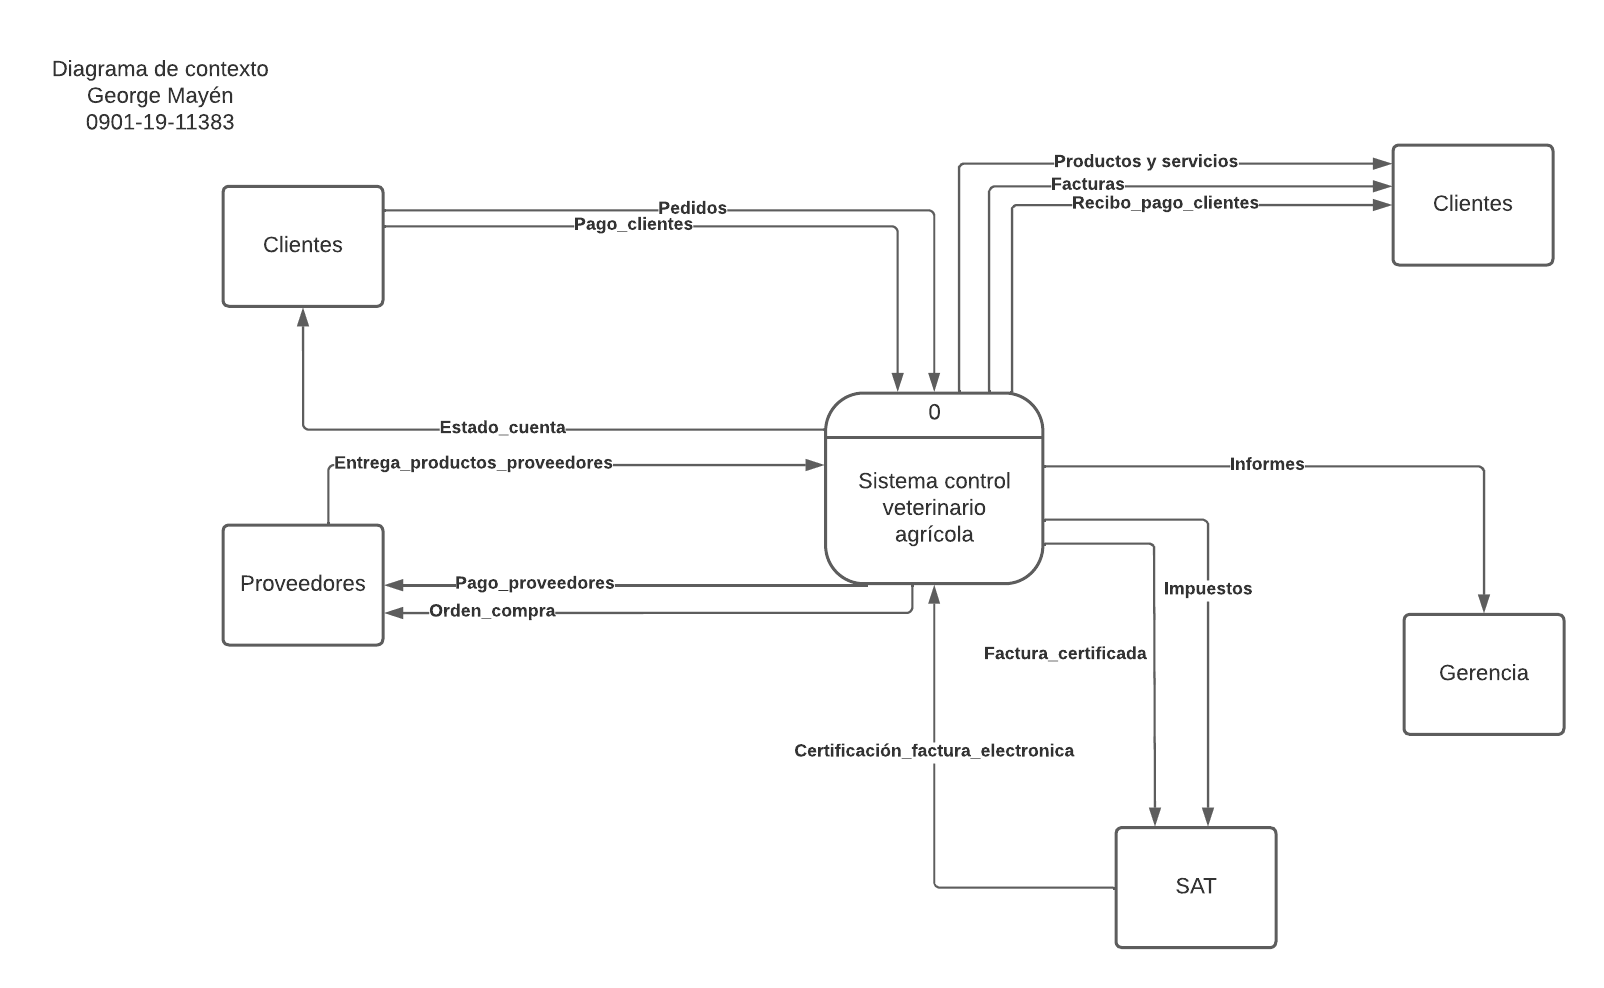 Diagrama de contexto
George Mayén
0901-19-11383
Productos y servicios
Facturas
Recibo_pago_clientes
Clientes
Pedidos
Pago_clientes
Clientes
0
Estado_cuenta
Entrega_productos_proveedores
Informes
Sistema control
veterinario
agrícola
Proveedores
Pago_proveedores
Orden_compra
Impuestos
Factura_certificada
Gerencia
Certificación_factura_electronica
SAT